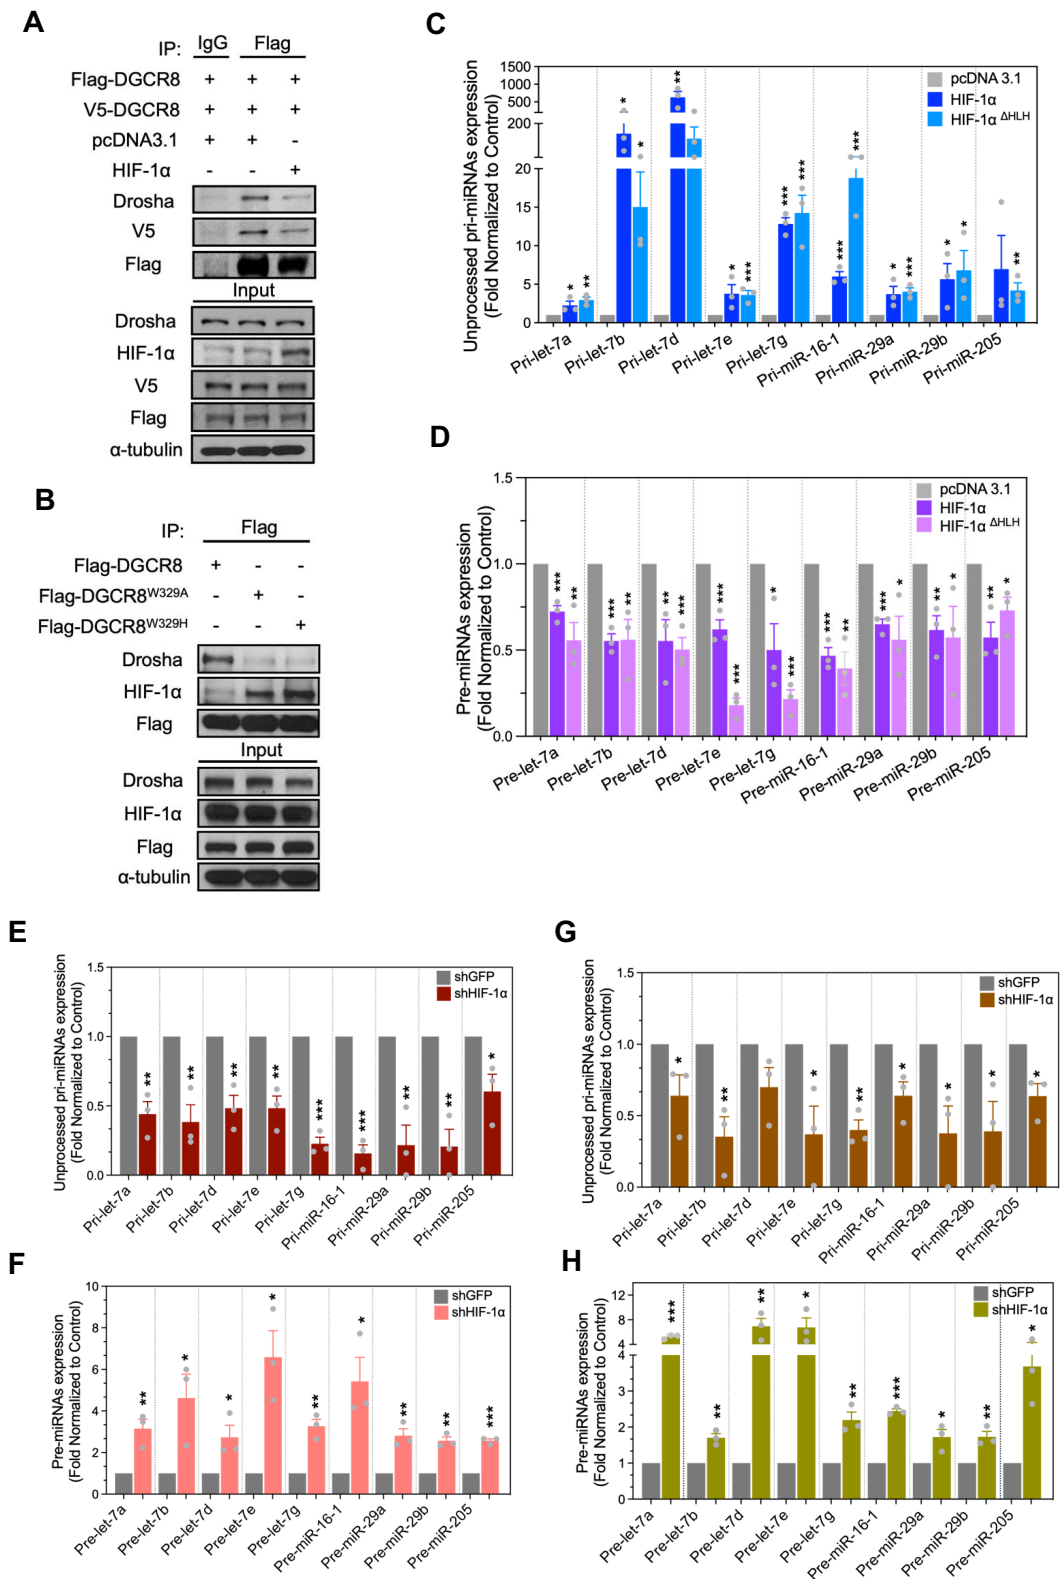 A
IP: IgG Flag
Flag-DGCR8 + + +
V5-DGCR8 + + +
pcDNA3.1 + + -
HIF-1α - - +
Drosha
V5
Flag
Input
Drosha
HIF-1α
V5
Flag
α-tubulin
B
IP: Flag
Flag-DGCR8 + - -
Flag-DGCR8W329A - + -
Flag-DGCR8W329H - - +
Drosha
HIF-1α
Flag
Input
Drosha
HIF-1α
Flag
α-tubulin
C
Unprocessed pri-miRNAs expression
(Fold Normalized to Control)
1500
1000
500
200
20
15
10
5
0
pcDNA 3.1
HIF-1α
HIF-1α ΔHLH
* **
* *
**
* ***
*** ***
*** ***
* ***
* *
**
Pri-let-7a
Pri-let-7b
Pri-let-7d
Pri-let-7e
Pri-let-7g
Pri-miR-16-1
Pri-miR-29a
Pri-miR-29b
Pri-miR-205
D
Pre-miRNAs expression
(Fold Normalized to Control)
1.5
1.0
0.5
0.0
pcDNA 3.1
HIF-1α
HIF-1α ΔHLH
*** **
*** **
** ***
*** ***
* ***
*** **
*** *
** *
** *
Pre-let-7a
Pre-let-7b
Pre-let-7d
Pre-let-7e
Pre-let-7g
Pre-miR-16-1
Pre-miR-29a
Pre-miR-29b
Pre-miR-205
E
Unprocessed pri-miRNAs expression
(Fold Normalized to Control)
1.5
1.0
0.5
0.0
shGFP
shHIF-1α
** ** ** ** *** *** ** ** *
Pri-let-7a
Pri-let-7b
Pri-let-7d
Pri-let-7e
Pri-let-7g
Pri-miR-16-1
Pri-miR-29a
Pri-miR-29b
Pri-miR-205
G
Unprocessed pri-miRNAs expression
(Fold Normalized to Control)
1.5
1.0
0.5
0.0
shGFP
shHIF-1α
* ** * ** * * * *
Pri-let-7a
Pri-let-7b
Pri-let-7d
Pri-let-7e
Pri-let-7g
Pri-miR-16-1
Pri-miR-29a
Pri-miR-29b
Pri-miR-205
F
Pre-miRNAs expression
(Fold Normalized to Control)
10
8
6
4
2
0
shGFP
shHIF-1α
** * * * ** * ** ** ***
Pre-let-7a
Pre-let-7b
Pre-let-7d
Pre-let-7e
Pre-let-7g
Pre-miR-16-1
Pre-miR-29a
Pre-miR-29b
Pre-miR-205
H
Pre-miRNAs expression
(Fold Normalized to Control)
12
8
4
4
3
2
1
0
shGFP
shHIF-1α
*** ** ** * ** *** * ** *
Pre-let-7a
Pre-let-7b
Pre-let-7d
Pre-let-7e
Pre-let-7g
Pre-miR-16-1
Pre-miR-29a
Pre-miR-29b
Pre-miR-205